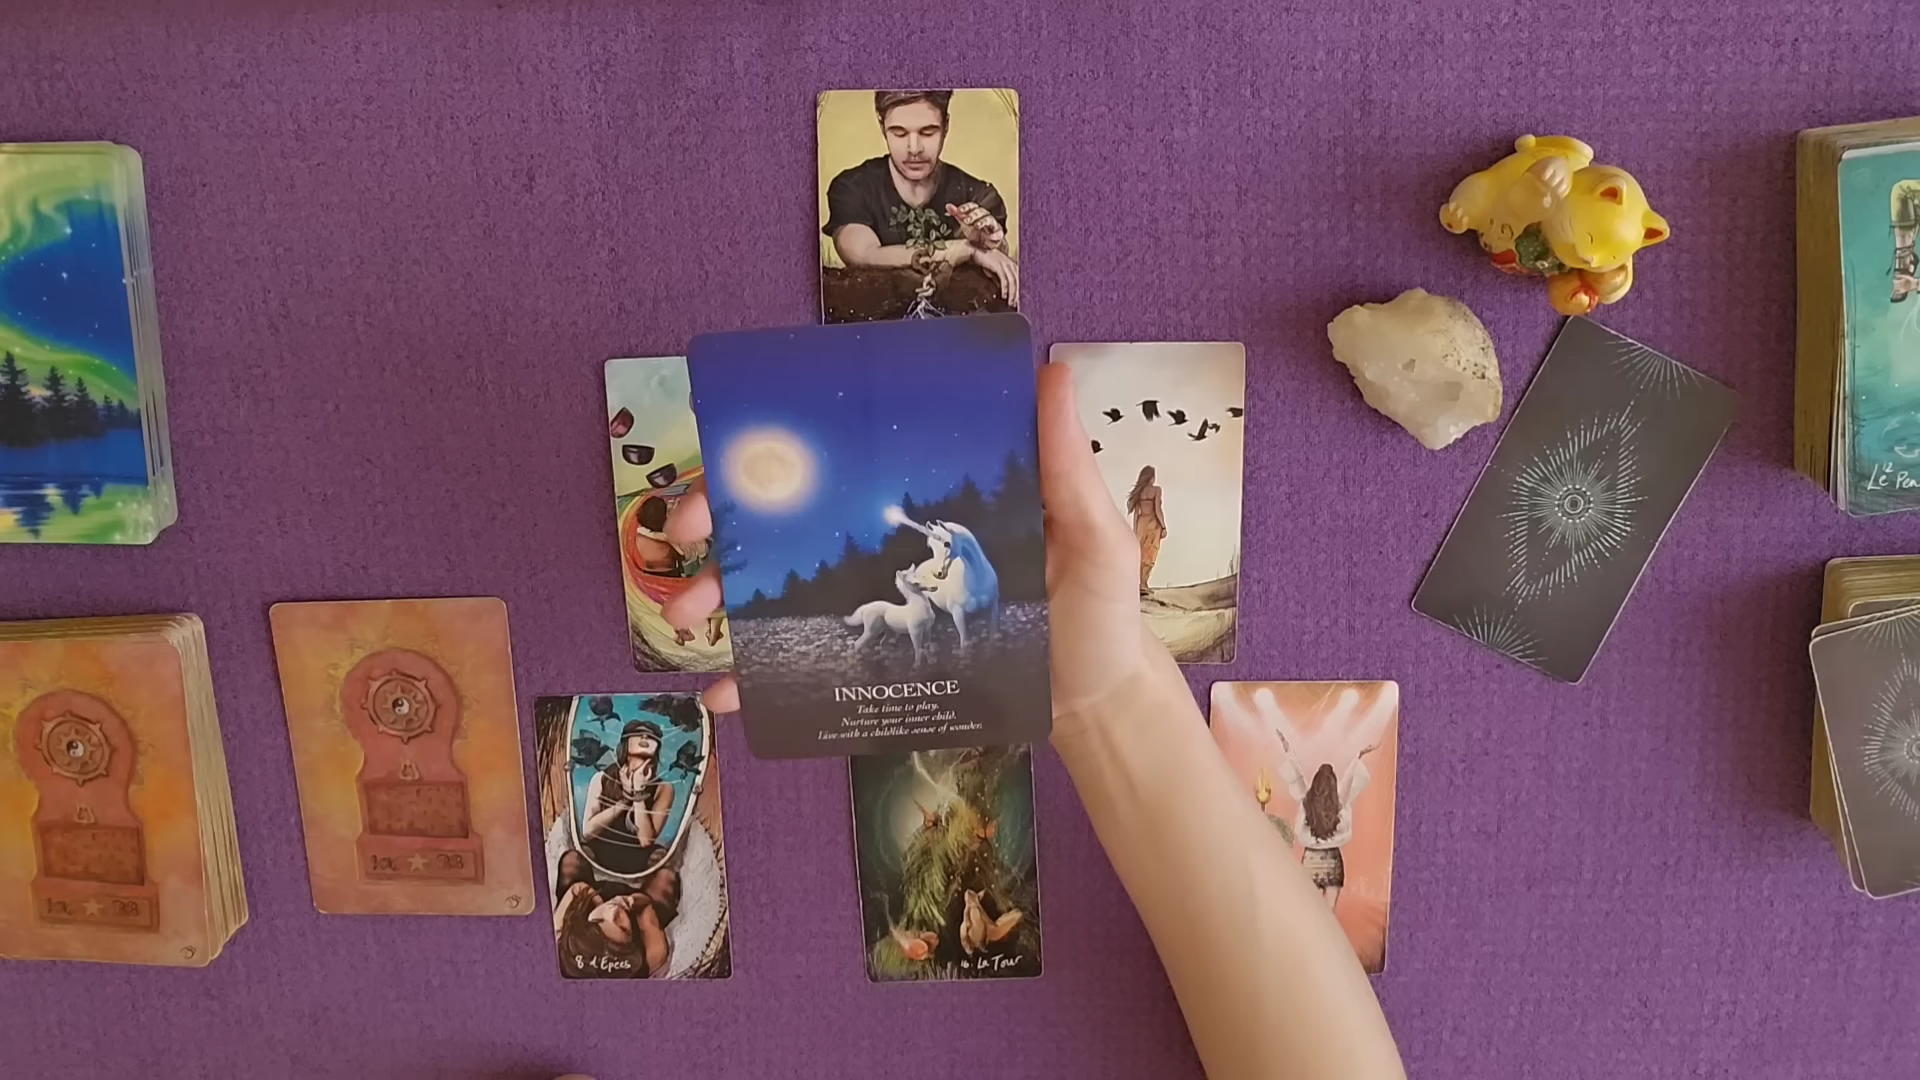 INNOCENCE
Take time to play.
Nurture your inner child.
Live with a childlike sense of wonder.
12
Le Pen
8 d'Epées
16. La Tour